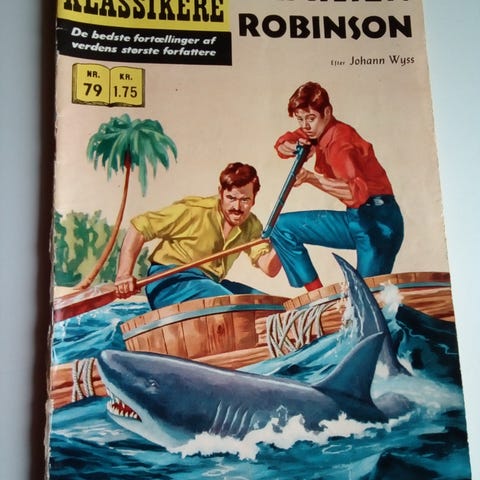 KLASSIKERE
De bedste fortællinger af
verdens største forfattere
ROBINSON
Efter Johann Wyss
NR.
79
KR.
1.75